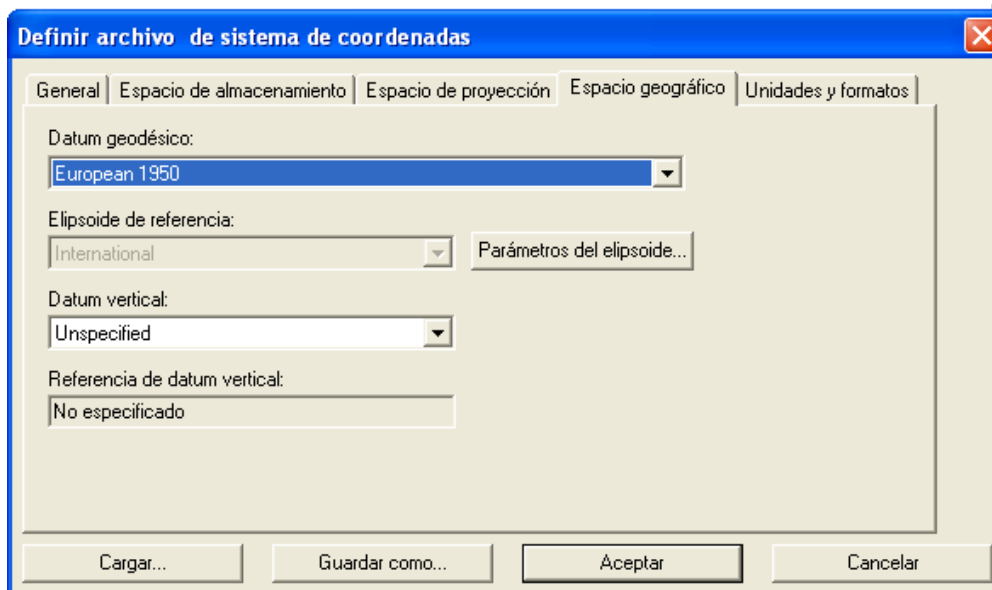 Definir archivo  de sistema de coordenadas
General Espacio de almacenamiento Espacio de proyección Espacio geográfico Unidades y formatos
Datum geodésico:
European 1950
Elipsoide de referencia:
International Parámetros del elipsoide...
Datum vertical:
Unspecified
Referencia de datum vertical:
No especificado
Cargar... Guardar como... Aceptar Cancelar